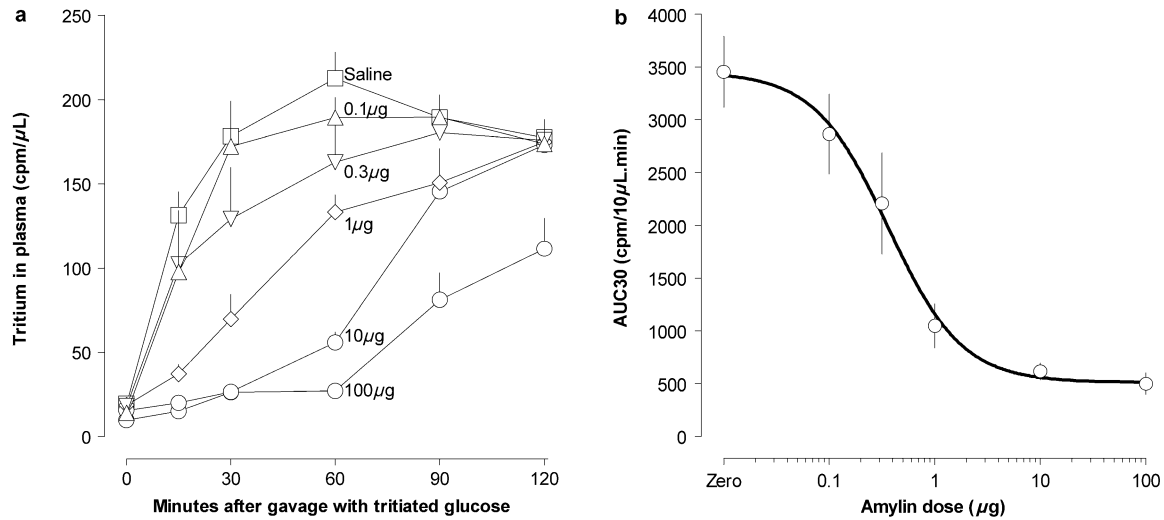 a
250
200
150
100
50
0
Tritium in plasma (cpm/µL)
Saline
0.1µg
0.3µg
1µg
10µg
100µg
0 30 60 90 120
Minutes after gavage with tritiated glucose
b
4000
3500
3000
2500
2000
1500
1000
500
0
AUC30 (cpm/10µL.min)
Zero 0.1 1 10 100
Amylin dose (µg)